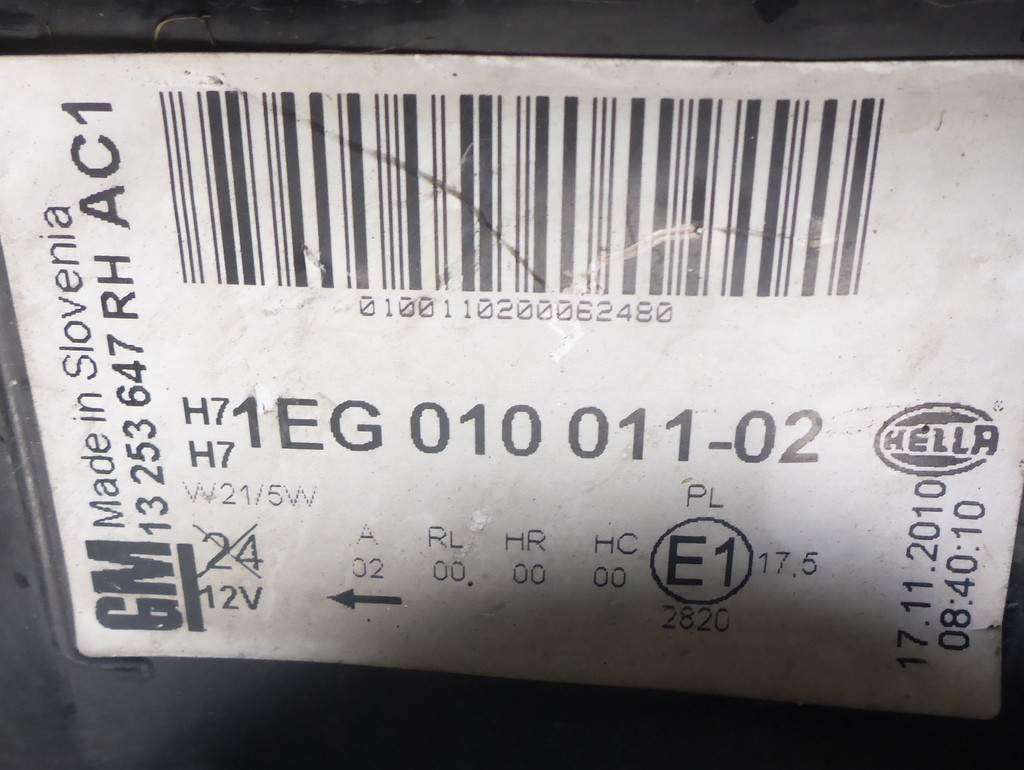 Made in Slovenia
13 253 647 RH AC1
GM
0100110200062480
H7
H7
1EG 010 011-02
HELLA
W21/5W
PL
24
12V
A RL HR HC
02 00 00 00
E1 17,5
2820
17.11.2010
08:40:10